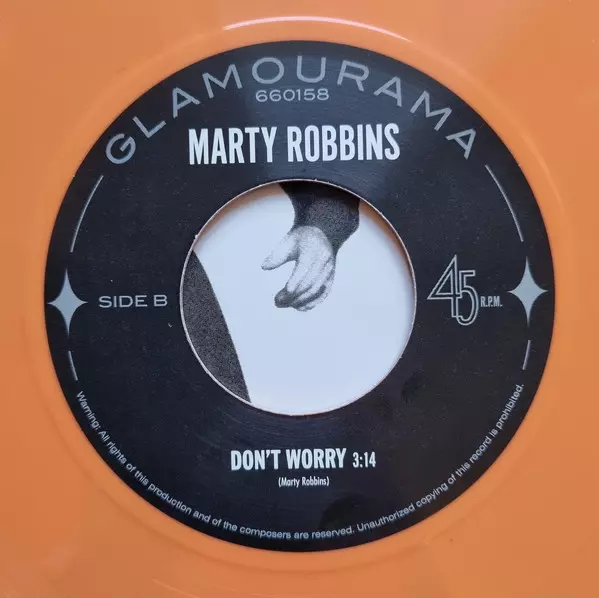 GLAMOURAMA
660158
MARTY ROBBINS
SIDE B
45 R.P.M.
DON'T WORRY 3:14
(Marty Robbins)
Warning: All rights of this production and of the composers are reserved. Unauthorized copying of this record is prohibited.